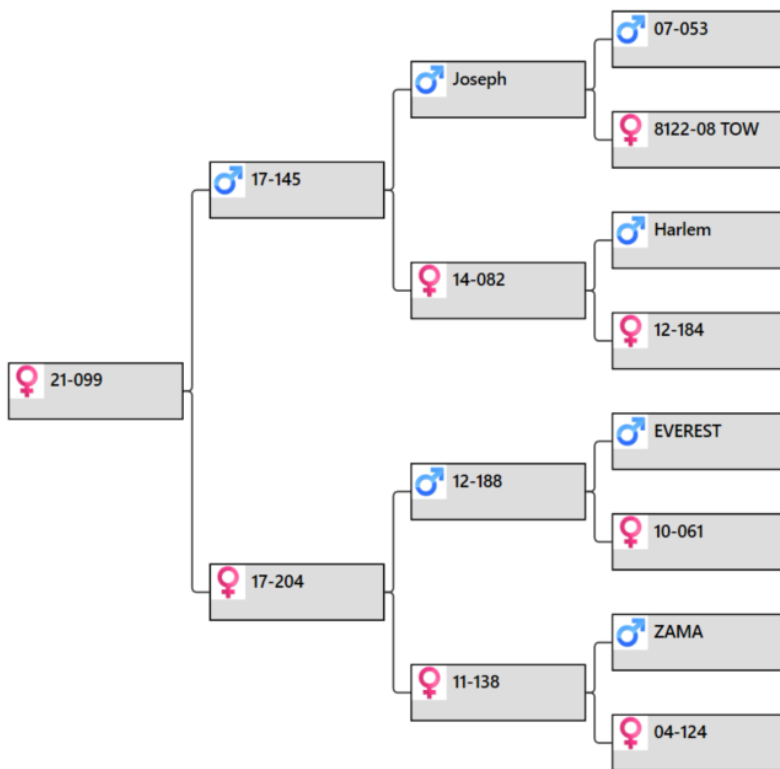 07-053
Joseph
8122-08 TOW
17-145
Harlem
14-082
12-184
21-099
EVEREST
12-188
10-061
17-204
ZAMA
11-138
04-124